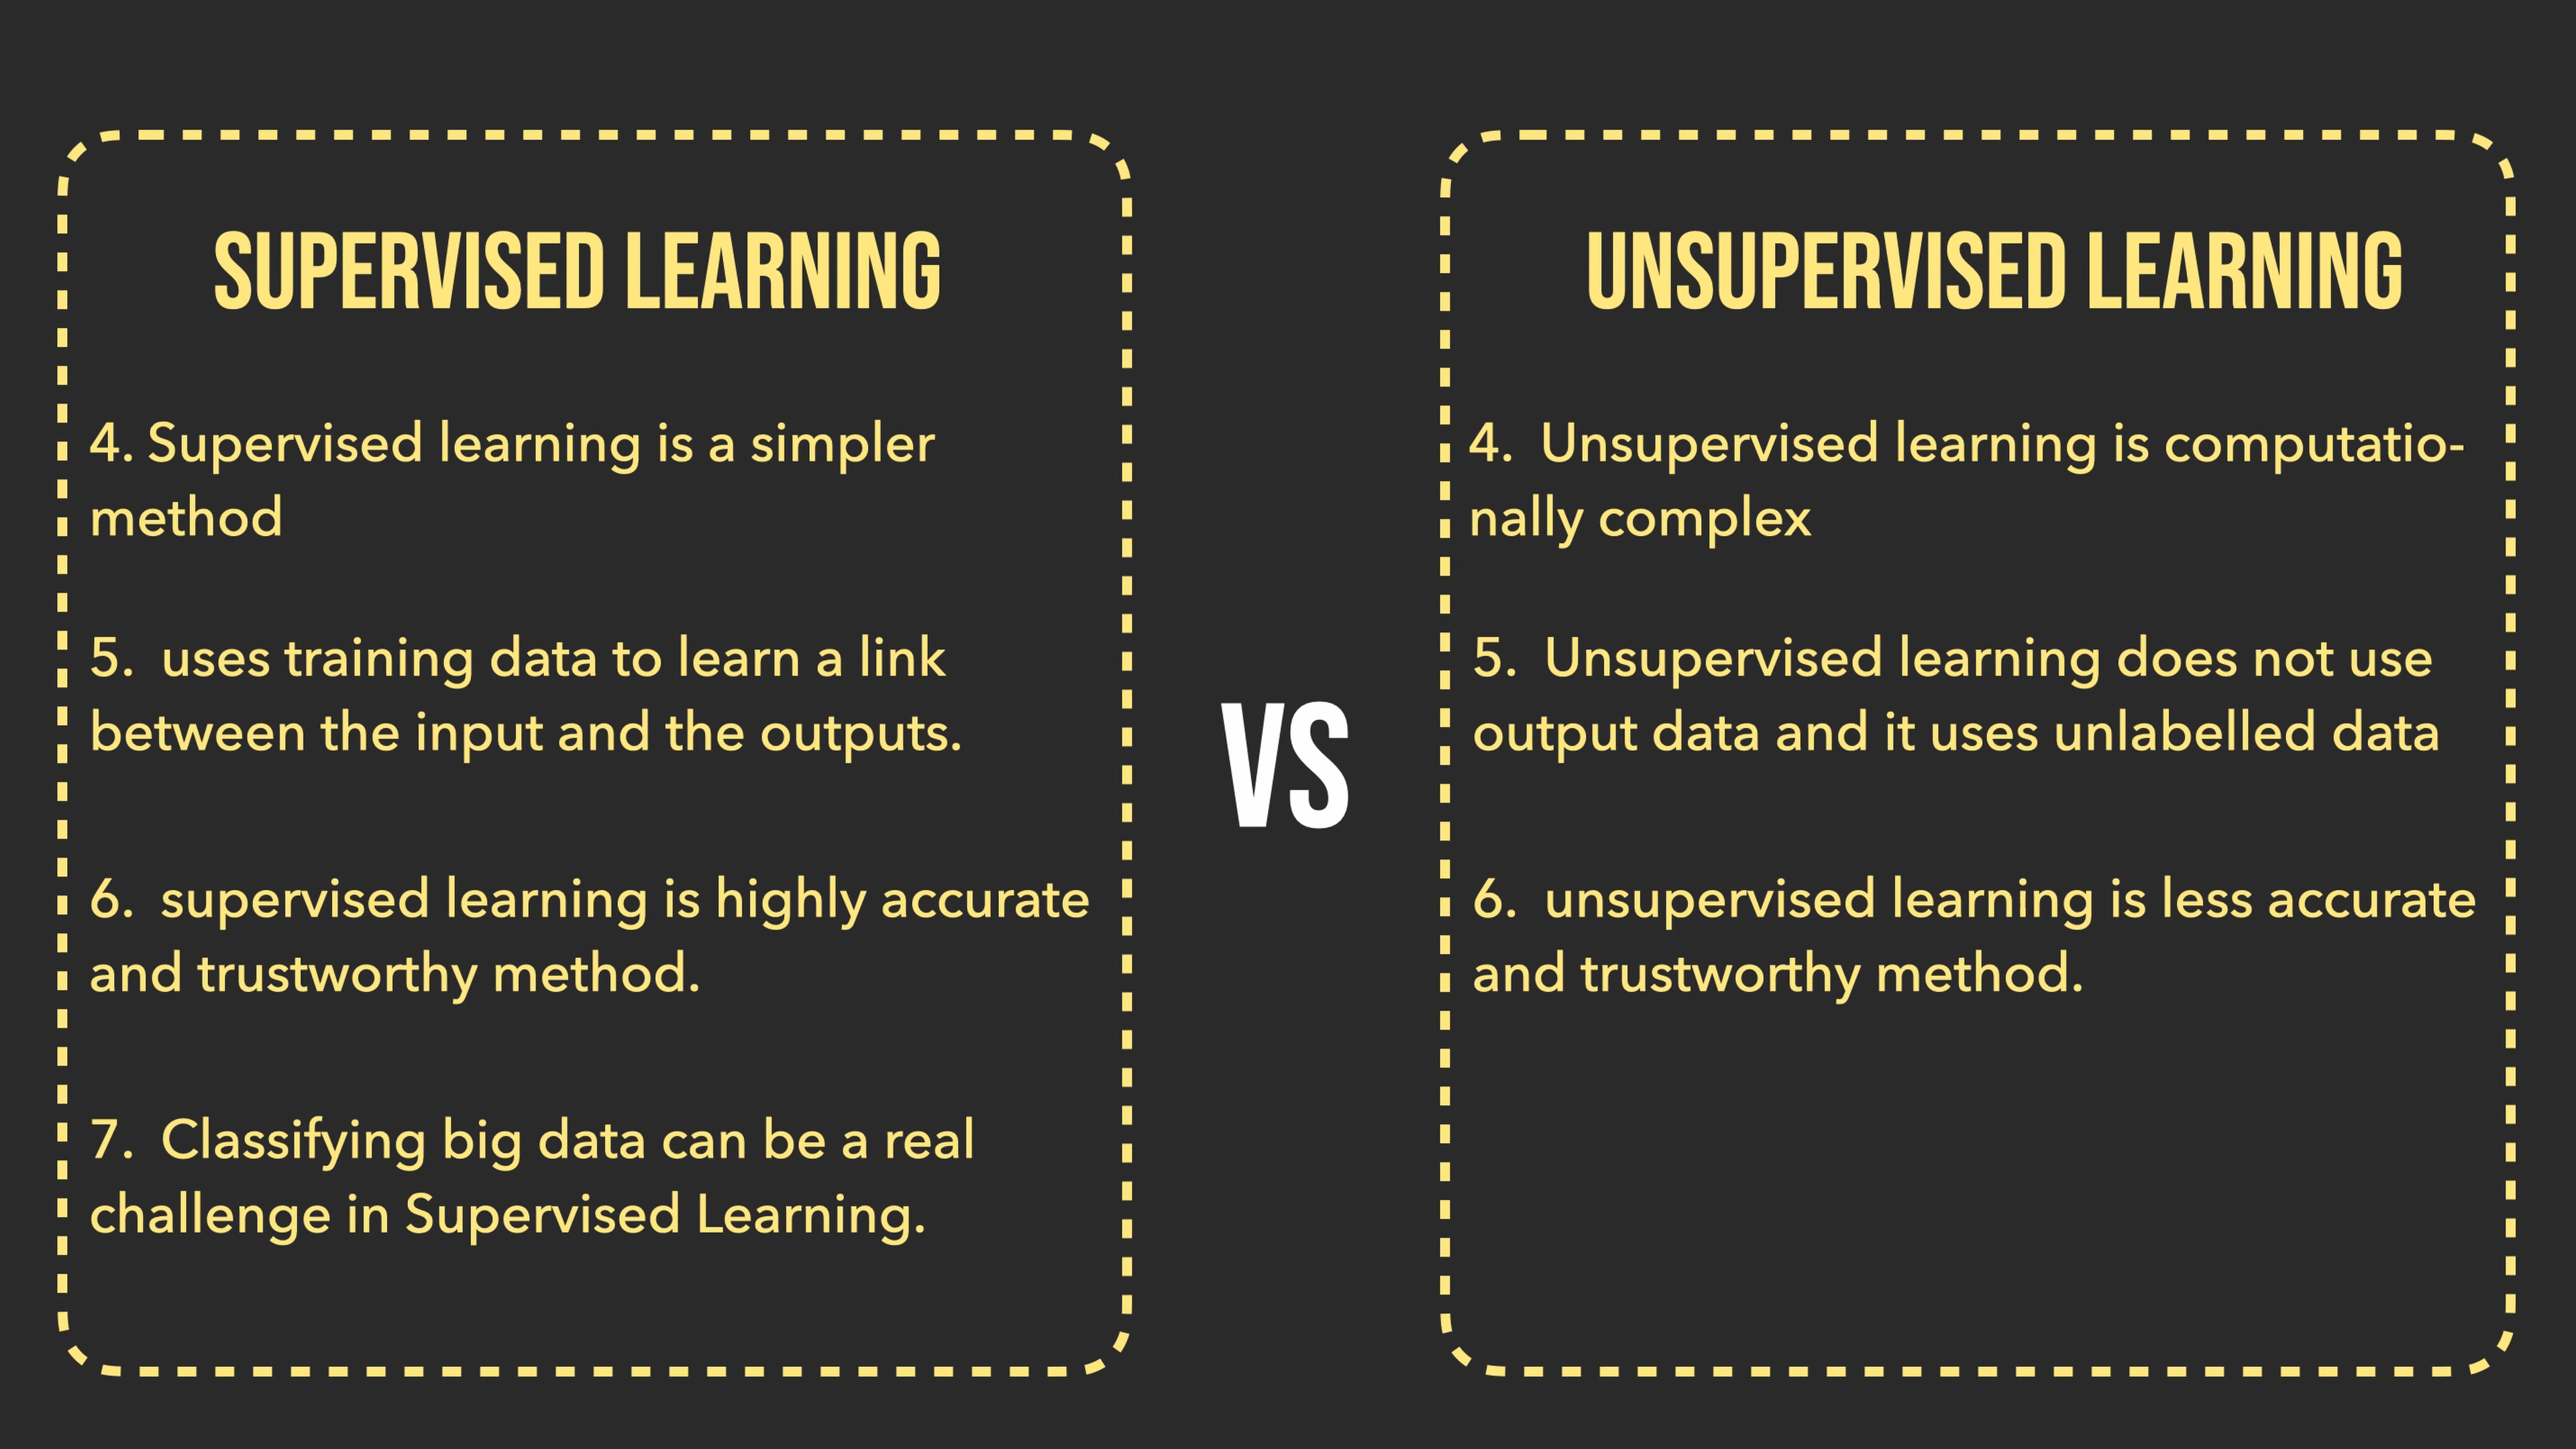 SUPERVISED LEARNING
4. Supervised learning is a simpler
method
5. uses training data to learn a link
between the input and the outputs.
6. supervised learning is highly accurate
and trustworthy method.
7. Classifying big data can be a real
challenge in Supervised Learning.
VS
UNSUPERVISED LEARNING
4. Unsupervised learning is computatio-
nally complex
5. Unsupervised learning does not use
output data and it uses unlabelled data
6. unsupervised learning is less accurate
and trustworthy method.